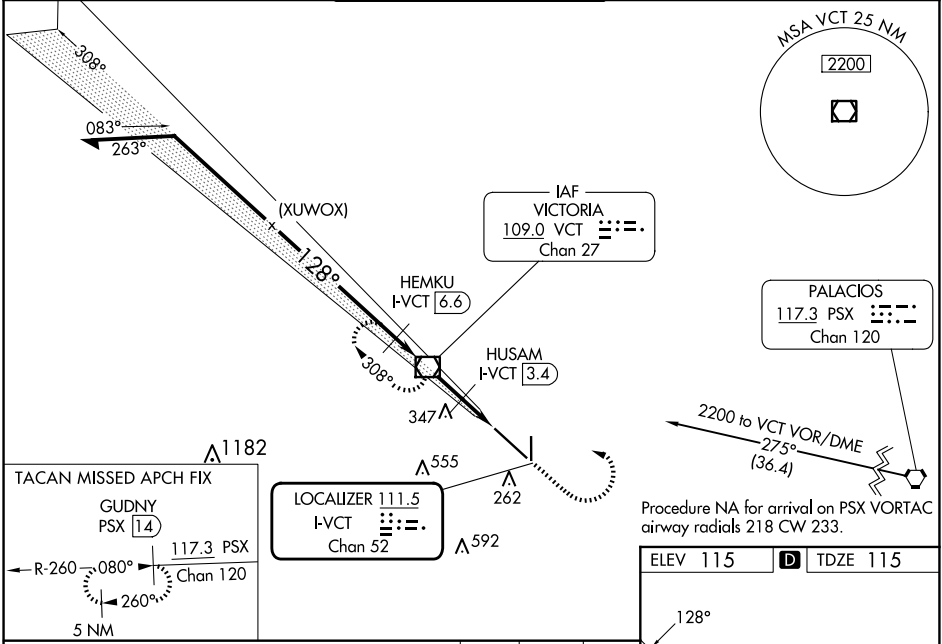 MSA VCT 25 NM
2200
308°
083°
263°
(XUWOX)
128°
IAF
VICTORIA
109.0 VCT
Chan 27
HEMKU
I-VCT 6.6
308°
HUSAM
I-VCT 3.4
347
PALACIOS
117.3 PSX
Chan 120
2200 to VCT VOR/DME
275°
(36.4)
Procedure NA for arrival on PSX VORTAC
airway radials 218 CW 233.
1182
555
262
592
LOCALIZER 111.5
I-VCT
Chan 52
TACAN MISSED APCH FIX
GUDNY
PSX 14
117.3 PSX
Chan 120
R-260 080°
260°
5 NM
ELEV 115 D TDZE 115
128°